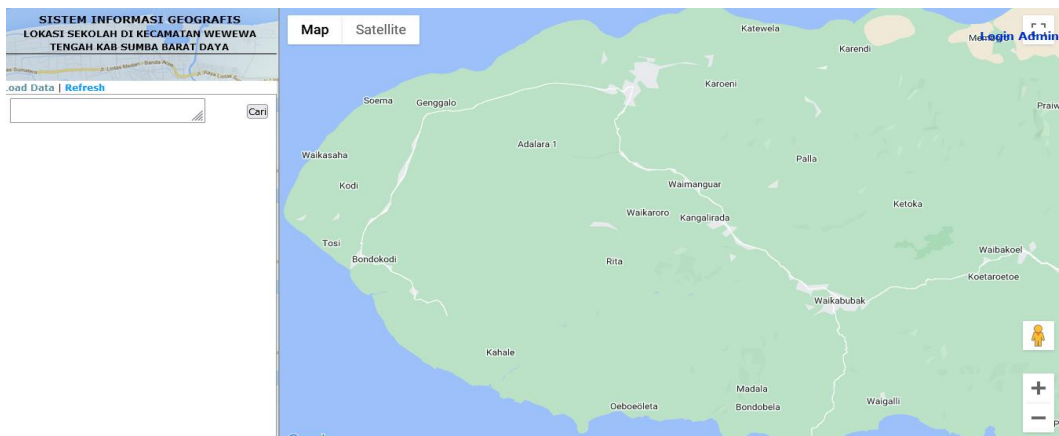 SISTEM INFORMASI GEOGRAFIS
LOKASI SEKOLAH DI KECAMATAN WEWEWA
TENGAH KAB SUMBA BARAT DAYA
Load Data | Refresh
Cari
Map Satellite
Login Admin
Katewela
Karendi
Karoeni
Soema
Genggalo
Adalara 1
Waikasaha
Palla
Kodi
Waimanguar
Ketoka
Waikaroro
Kangalirada
Tosi
Waibakoel
Bondokodi
Rita
Koetaroetoe
Waikabubak
Kahale
Madala
Waigalli
Oeboeöleta
Bondobela